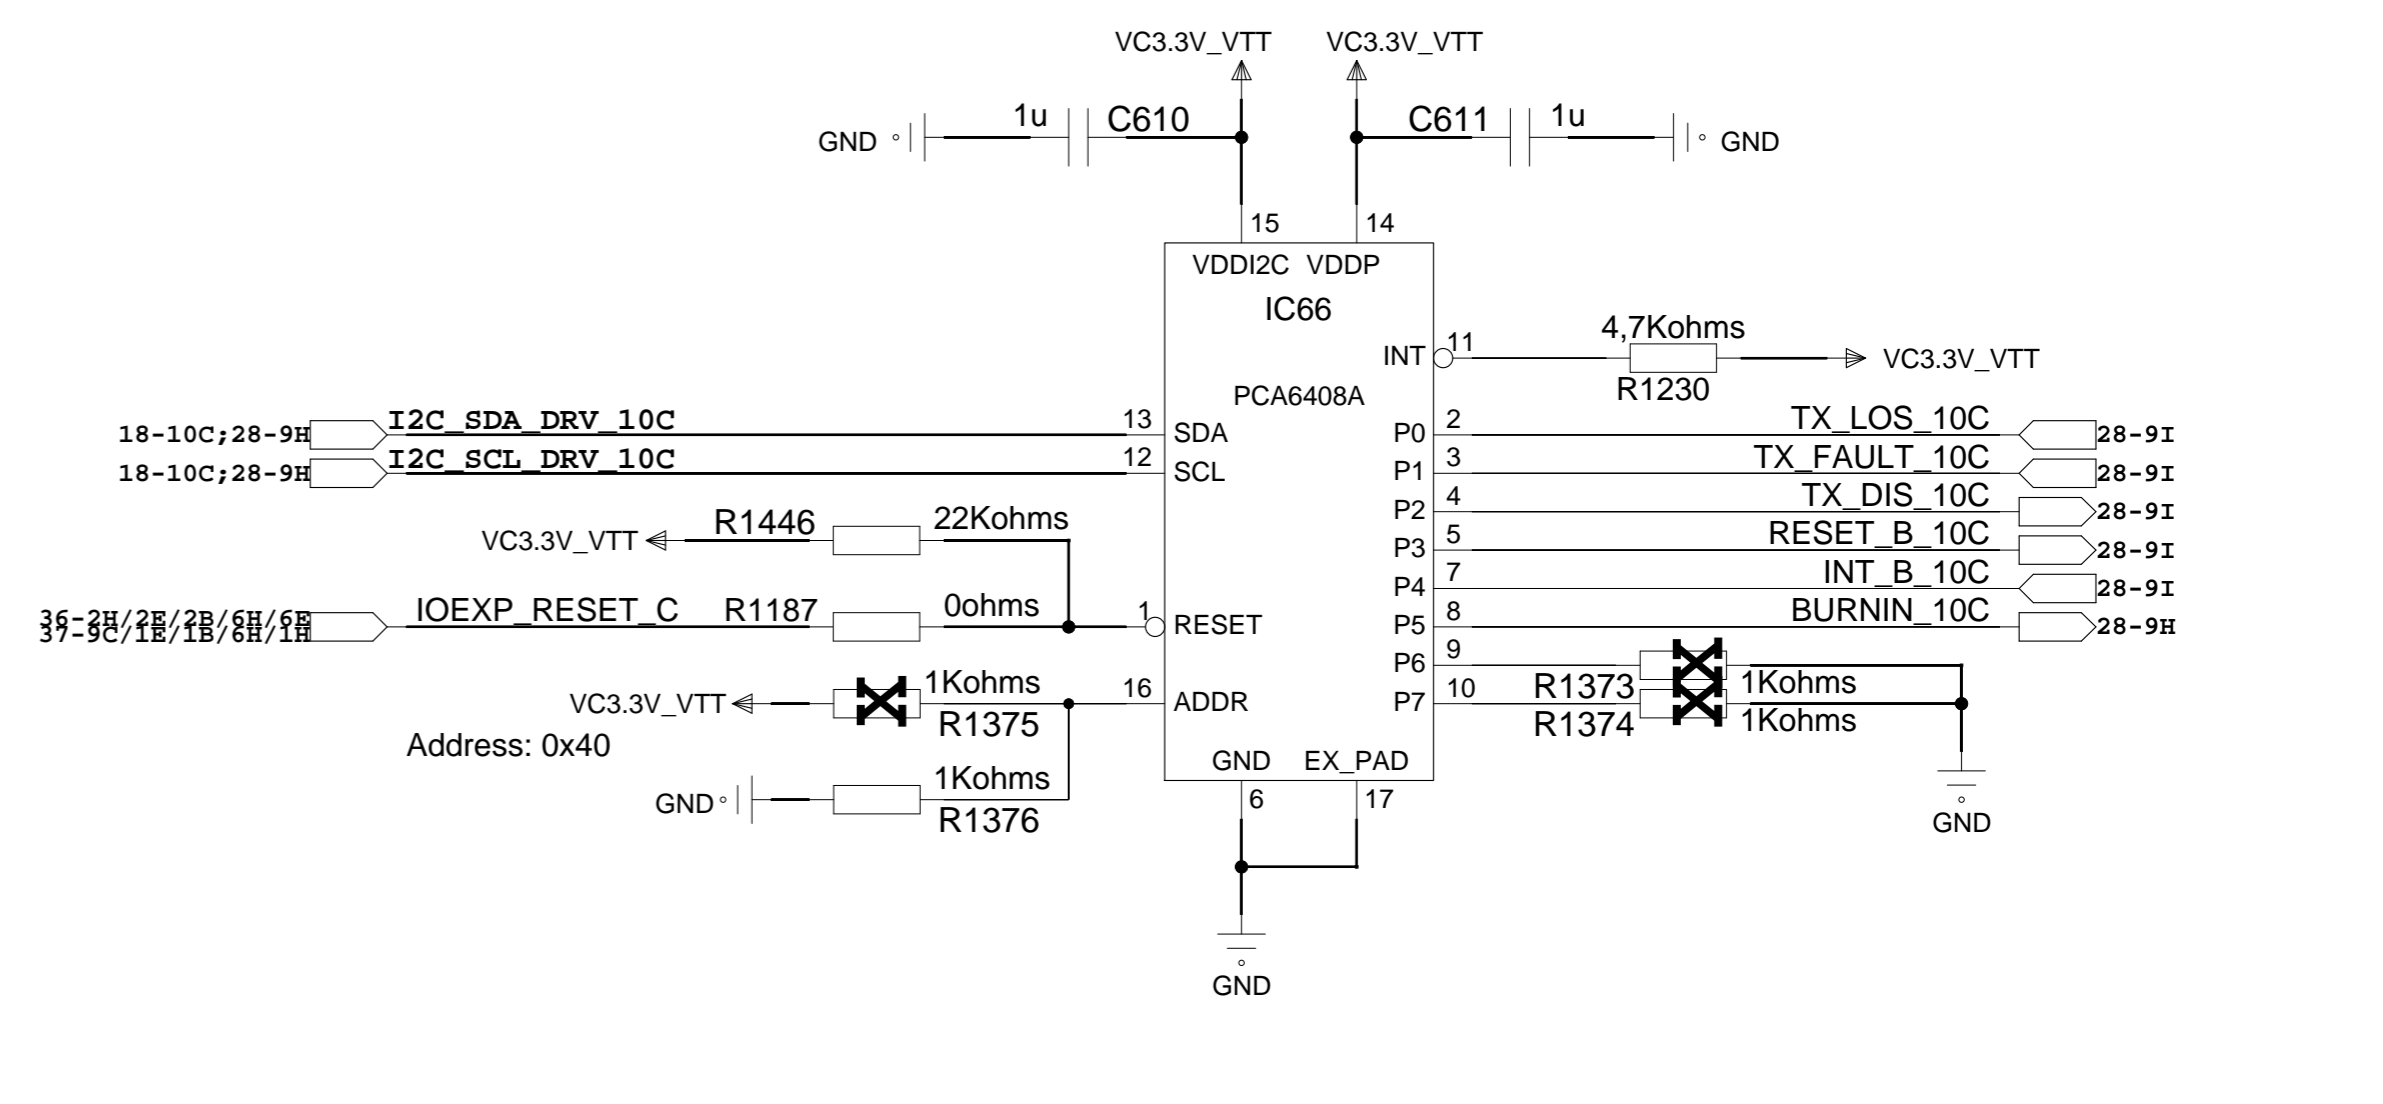 VC3.3V_VTT VC3.3V_VTT
GND 1u C610 C611 1u GND
15 14
VDDI2C VDDP
IC66
4,7Kohms
INT 11 VC3.3V_VTT
R1230
PCA6408A
18-10C;28-9H I2C_SDA_DRV_10C 13 SDA P0 2 TX_LOS_10C 28-9I
18-10C;28-9H I2C_SCL_DRV_10C 12 SCL P1 3 TX_FAULT_10C 28-9I
P2 4 TX_DIS_10C 28-9I
VC3.3V_VTT R1446 22Kohms
P3 5 RESET_B_10C 28-9I
P4 7 INT_B_10C 28-9I
36-2H/2E/2B/6H/6E
37-9C/1E/1B/6H/1H IOEXP_RESET_C R1187 0ohms 1 RESET P5 8 BURNIN_10C 28-9H
P6 9 R1373 1Kohms
VC3.3V_VTT 1Kohms R1375 16 ADDR P7 10 R1374 1Kohms
Address: 0x40
GND EX_PAD
GND 1Kohms R1376 6 17
GND
GND